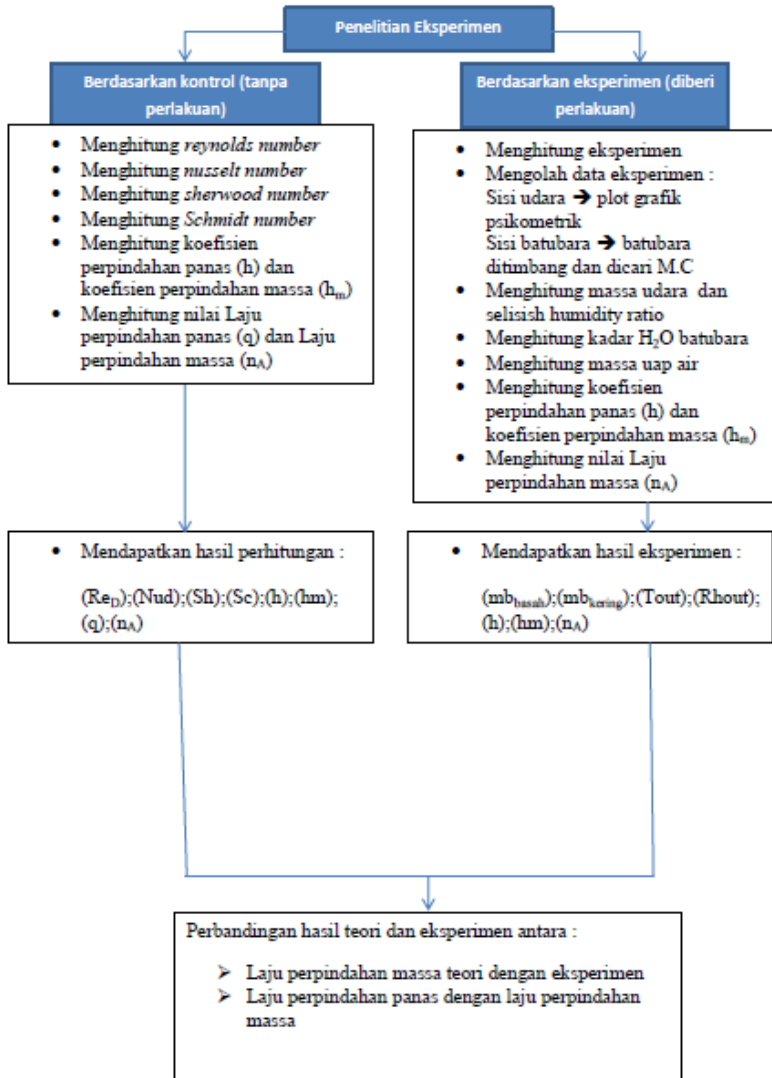 Penelitian Eksperimen
Berdasarkan kontrol (tanpa
perlakuan)
• Menghitung reynolds number
• Menghitung nusselt number
• Menghitung sherwood number
• Menghitung Schmidt number
• Menghitung koefisien
perpindahan panas (h) dan
koefisien perpindahan massa (hm)
• Menghitung nilai Laju
perpindahan panas (q) dan Laju
perpindahan massa (nA)
Berdasarkan eksperimen (diberi
perlakuan)
• Menghitung eksperimen
• Mengolah data eksperimen :
Sisi udara ➔ plot grafik
psikometrik
Sisi batubara ➔ batubara
ditimbang dan dicari M.C
• Menghitung massa udara dan
selisish humidity ratio
• Menghitung kadar H₂O batubara
• Menghitung massa uap air
• Menghitung koefisien
perpindahan panas (h) dan
koefisien perpindahan massa (hm)
• Menghitung nilai Laju
perpindahan massa (nA)
• Mendapatkan hasil perhitungan :
(ReD);(Nud);(Sh);(Sc);(h);(hm);
(q);(nA)
• Mendapatkan hasil eksperimen :
(mbbasah);(mbkering);(Tout);(Rhout);
(h);(hm);(nA)
Perbandingan hasil teori dan eksperimen antara :
➢ Laju perpindahan massa teori dengan eksperimen
➢ Laju perpindahan panas dengan laju perpindahan
massa